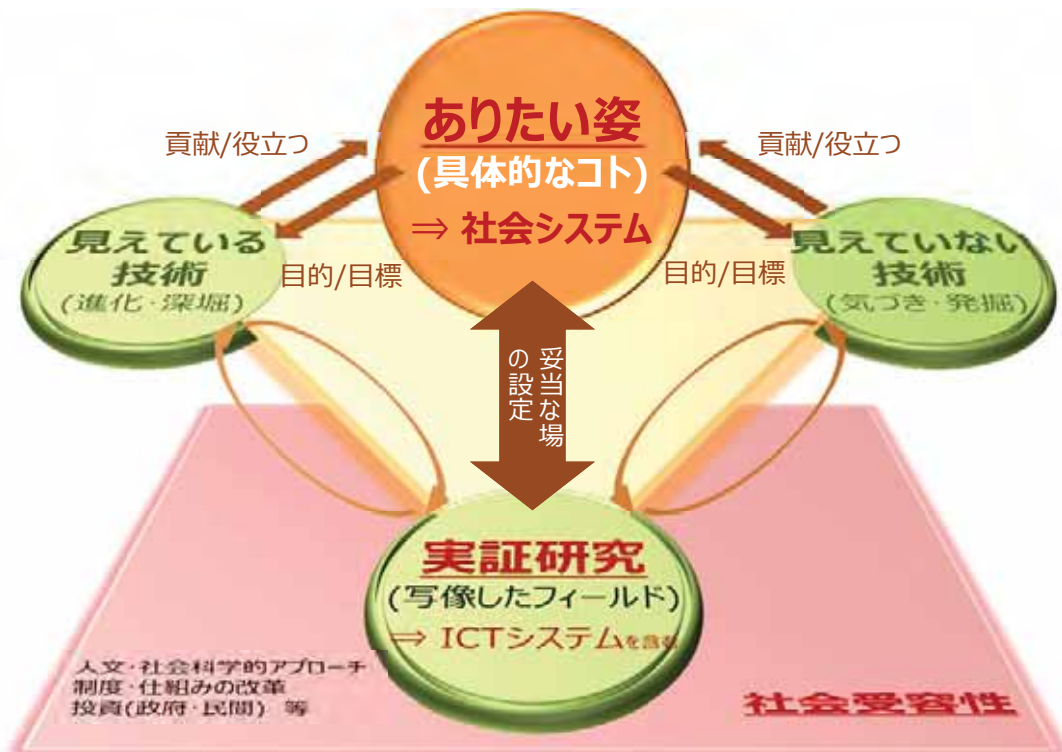 ありたい姿
(具体的なコト)
⇒ 社会システム
貢献/役立つ
貢献/役立つ
見えている
技術
(進化・深堀)
目的/目標
目的/目標
見えていない
技術
(気づき・発掘)
妥当な場
の設定
実証研究
(写像したフィールド)
⇒ ICTシステムを含む
人文・社会科学的アプローチ
制度・仕組みの改革
投資(政府・民間) 等
社会受容性